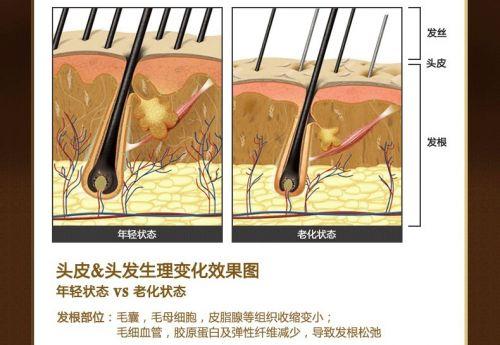 发丝
头皮
发根
年轻状态
老化状态
头皮&头发生理变化效果图
年轻状态 vs 老化状态
发根部位：毛囊，毛母细胞，皮脂腺等组织收缩变小；
毛细血管，胶原蛋白及弹性纤维减少，导致发根松弛